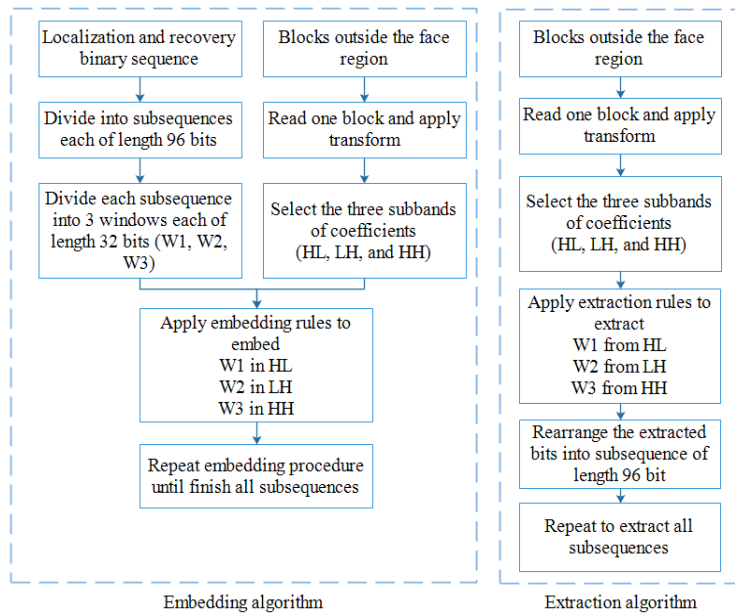 Localization and recovery
binary sequence
Divide into subsequences
each of length 96 bits
Divide each subsequence
into 3 windows each of
length 32 bits (W1, W2,
W3)
Blocks outside the face
region
Read one block and apply
transform
Select the three subbands
of coefficients
(HL, LH, and HH)
Apply embedding rules to
embed
W1 in HL
W2 in LH
W3 in HH
Repeat embedding procedure
until finish all subsequences
Embedding algorithm
Blocks outside the face
region
Read one block and apply
transform
Select the three subbands
of coefficients
(HL, LH, and HH)
Apply extraction rules to
extract
W1 from HL
W2 from LH
W3 from HH
Rearrange the extracted
bits into subsequence of
length 96 bit
Repeat to extract all
subsequences
Extraction algorithm